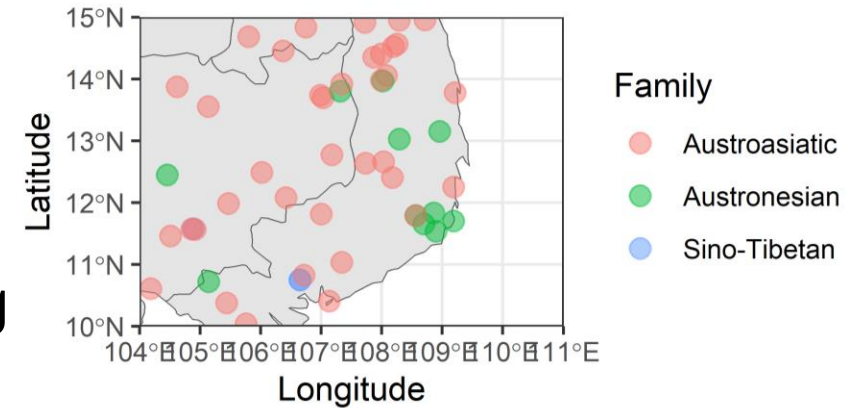 15°N
14°N
13°N
12°N
11°N
10°N
104°E105°E106°E107°E108°E109°E110°E111°E
Longitude
Latitude
Family
Austroasiatic
Austronesian
Sino-Tibetan
g